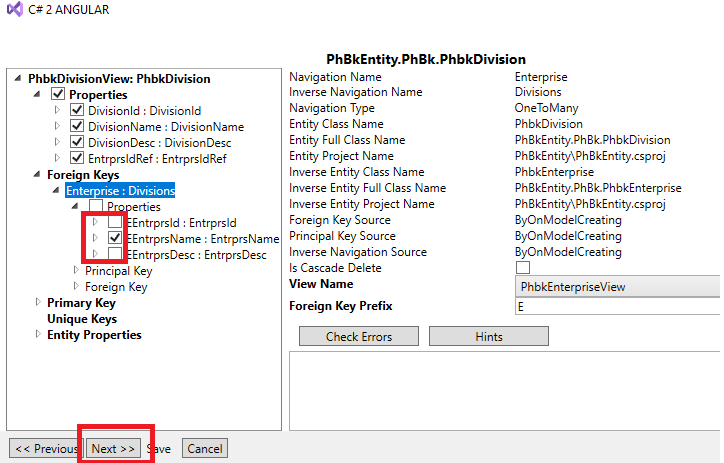 C# 2 ANGULAR
PhBkEntity.PhBk.PhbkDivision
PhbkDivisionView: PhbkDivision
Properties
DivisionId : DivisionId
DivisionName : DivisionName
DivisionDesc : DivisionDesc
EntrprsIdRef : EntrprsIdRef
Foreign Keys
Enterprise : Divisions
Properties
EEntrprsId : EntrprsId
EEntrprsName : EntrprsName
EEntrprsDesc : EntrprsDesc
Principal Key
Foreign Key
Primary Key
Unique Keys
Entity Properties
Navigation Name Enterprise
Inverse Navigation Name Divisions
Navigation Type OneToMany
Entity Class Name PhbkDivision
Entity Full Class Name PhBkEntity.PhBk.PhbkDivision
Entity Project Name PhBkEntity\PhBkEntity.csproj
Inverse Entity Class Name PhbkEnterprise
Inverse Entity Full Class Name PhBkEntity.PhBk.PhbkEnterprise
Inverse Entity Project Name PhBkEntity\PhBkEntity.csproj
Foreign Key Source ByOnModelCreating
Principal Key Source ByOnModelCreating
Inverse Navigation Source ByOnModelCreating
Is Cascade Delete
View Name PhbkEnterpriseView
Foreign Key Prefix E
Check Errors Hints
<< Previous Next >> Save Cancel